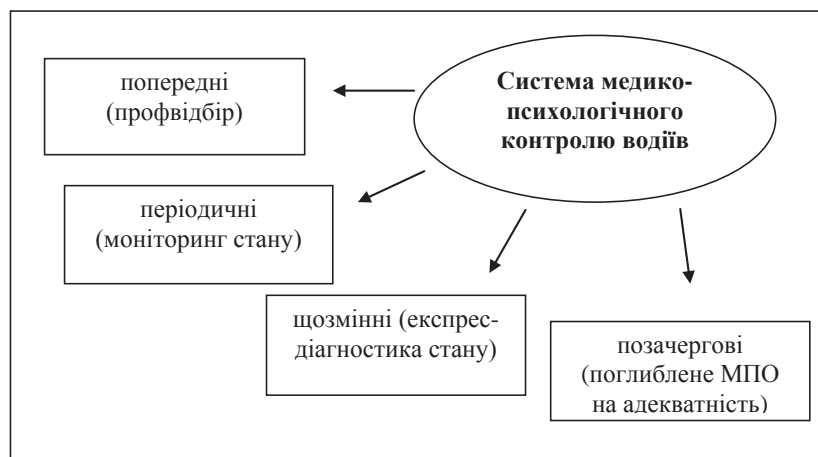 Система медико-
психологічного
контролю водіїв
попередні
(профвідбір)
періодичні
(моніторинг стану)
щозмінні (експрес-
діагностика стану)
позачергові
(поглиблене МПО
на адекватність)